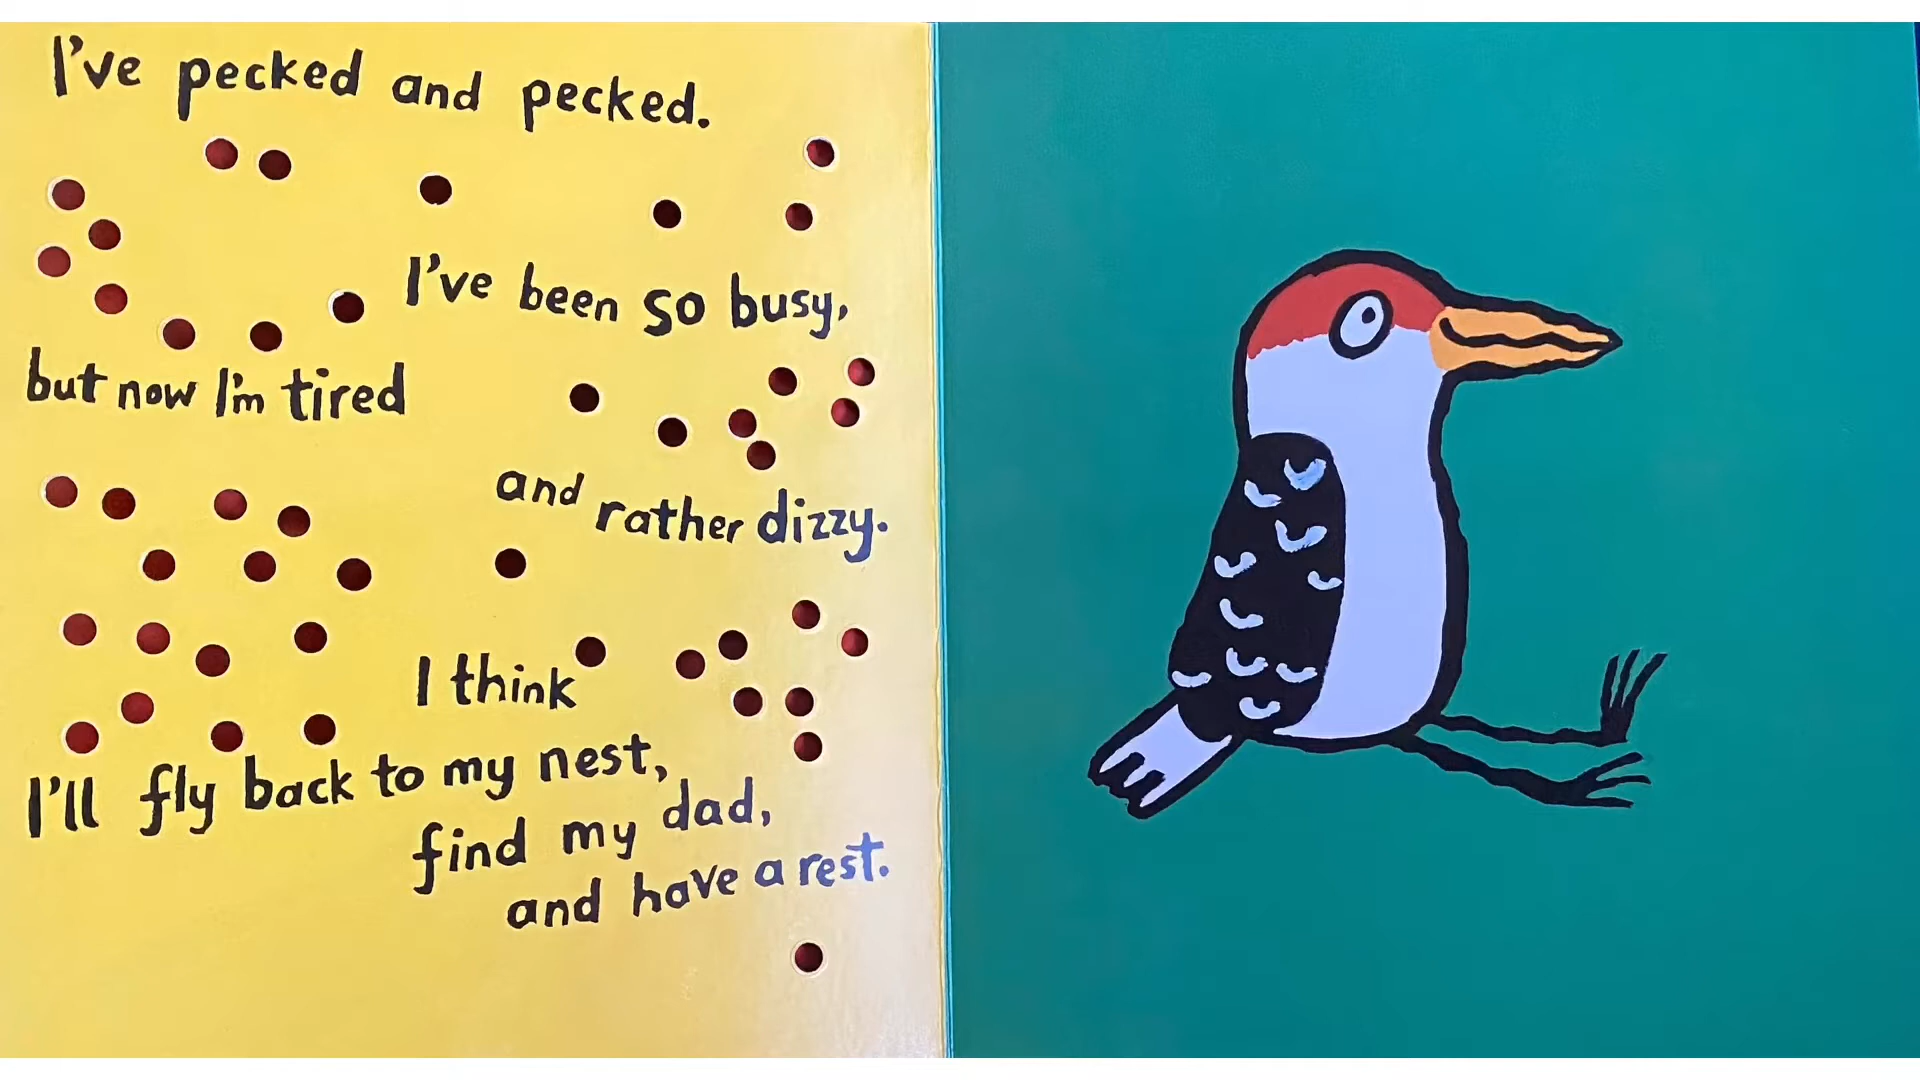 I've pecked and pecked.
I've been so busy,
but now I'm tired
and rather dizzy.
I think
I'll fly back to my nest,
find my dad,
and have a rest.